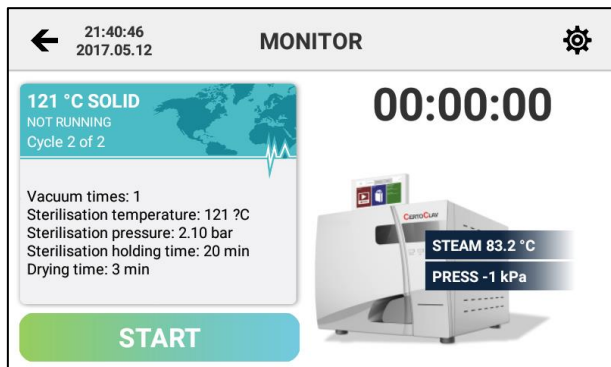 21:40:46
2017.05.12
MONITOR
121 °C SOLID
NOT RUNNING
Cycle 2 of 2
00:00:00
Vacuum times: 1
Sterilisation temperature: 121 ?C
Sterilisation pressure: 2.10 bar
Sterilisation holding time: 20 min
Drying time: 3 min
CertoClav
STEAM 83.2 °C
PRESS -1 kPa
START